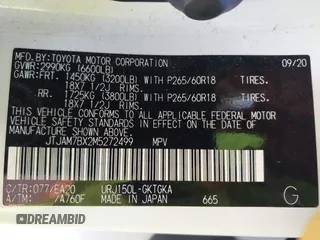 MFD.BY:TOYOTA MOTOR CORPORATION 09/20
GVWR:2990KG (6600LB)
GAWR:FRT. 1450KG (3200LB) WITH P265/60R18 TIRES,
18X7 1/2J RIMS.
RR. 1725KG (3800LB) WITH P265/60R18 TIRES,
18X7 1/2J RIMS.
THIS VEHICLE CONFORMS TO ALL APPLICABLE FEDERAL
MOTOR VEHICLE SAFETY STANDARDS IN EFFECT ON
THE DATE OF MANUFACTURE SHOWN ABOVE.
JTJAM7BX2M5272499 MPV
C/TR:077/EA20 URJ150L-GKTGKA G
A/TM: /A760F MADE IN JAPAN 665
DREAMBID